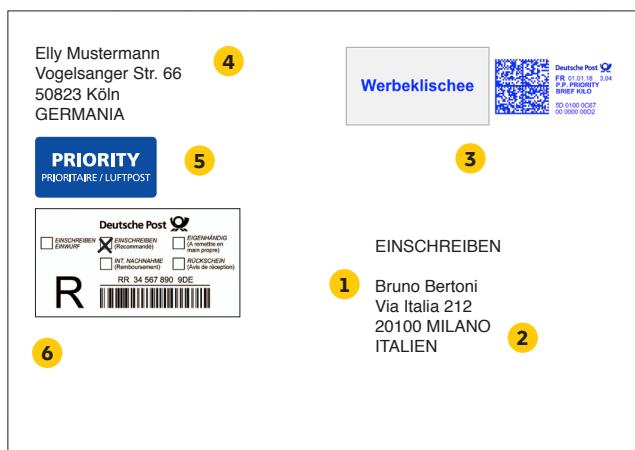 Elly Mustermann
Vogelsanger Str. 66
50823 Köln
GERMANIA
4
Werbeklischee
Deutsche Post
FR 01.01.18 3,04
P.P. PRIORITY
BRIEF KILO
5D 0100 0C67
00 0000 00D2
3
PRIORITY
PRIORITAIRE / LUFTPOST
5
Deutsche Post
EINSCHREIBEN EINWURF
EINSCHREIBEN
(Recommandé)
EIGENHÄNDIG
(A remettre en
main propre)
INT. NACHNAHME
(Remboursement)
RÜCKSCHEIN
(Avis de réception)
R
RR 34 567 890 9DE
6
EINSCHREIBEN
1
Bruno Bertoni
Via Italia 212
20100 MILANO
ITALIEN
2